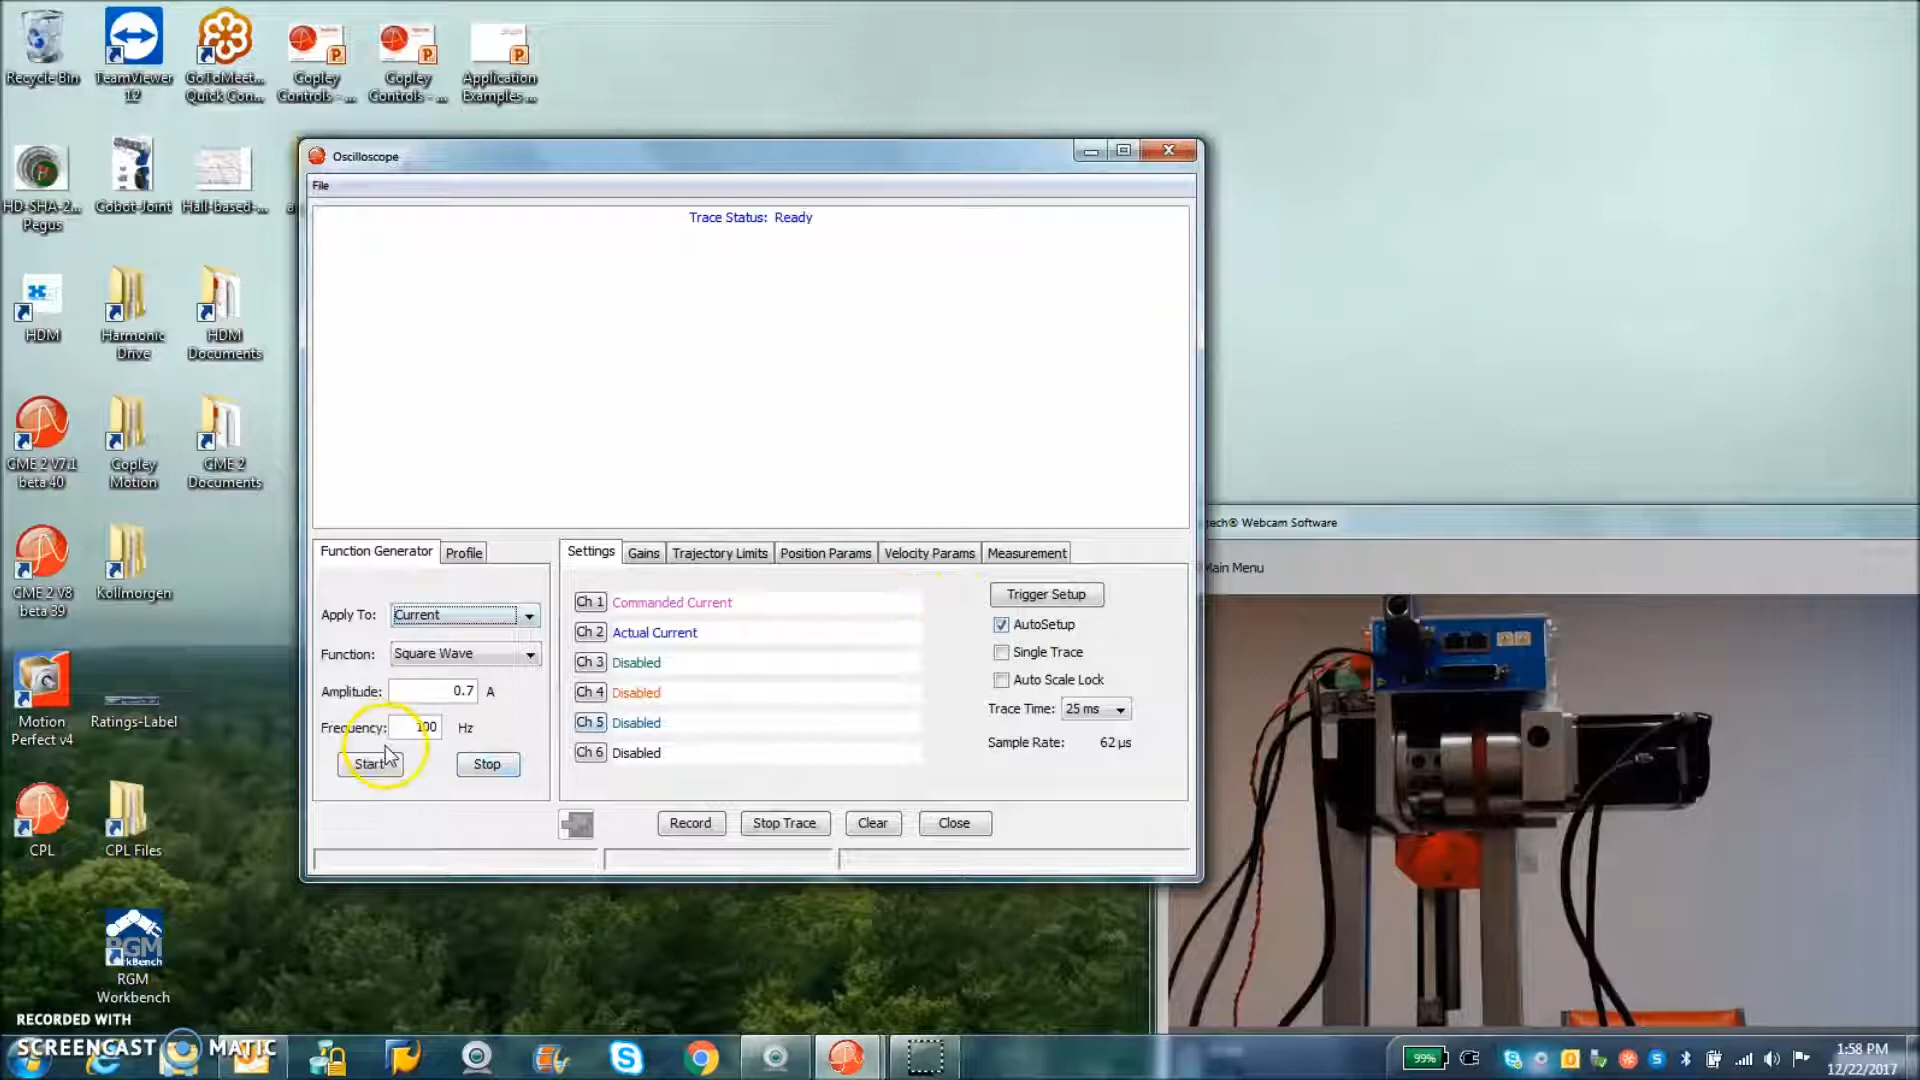 Recycle Bin
TeamViewer 12
GoToMeet... Quick Con...
Copley Controls - ...
Copley Controls - ...
Application Examples ...
HD-SHA-2... Pegus
Cobot-Joint
Hall-based-...
HDM
Harmonic Drive
HDM Documents
CME 2 V7.1 beta 40
Copley Motion
CME 2 Documents
CME 2 V8 beta 39
Kollmorgen
Motion Perfect v4
Ratings-Label
CPL
CPL Files
RGM Workbench
Oscilloscope
File
Trace Status: Ready
Function Generator
Profile
Apply To: Current
Function: Square Wave
Amplitude: 0.7 A
Frequency: 100 Hz
Start
Stop
Settings
Gains
Trajectory Limits
Position Params
Velocity Params
Measurement
Ch 1 Commanded Current
Ch 2 Actual Current
Ch 3 Disabled
Ch 4 Disabled
Ch 5 Disabled
Ch 6 Disabled
Trigger Setup
AutoSetup
Single Trace
Auto Scale Lock
Trace Time: 25 ms
Sample Rate: 62 µs
Record
Stop Trace
Clear
Close
tech® Webcam Software
Main Menu
RECORDED WITH
SCREENCAST MATIC
99%
1:58 PM
12/22/2017